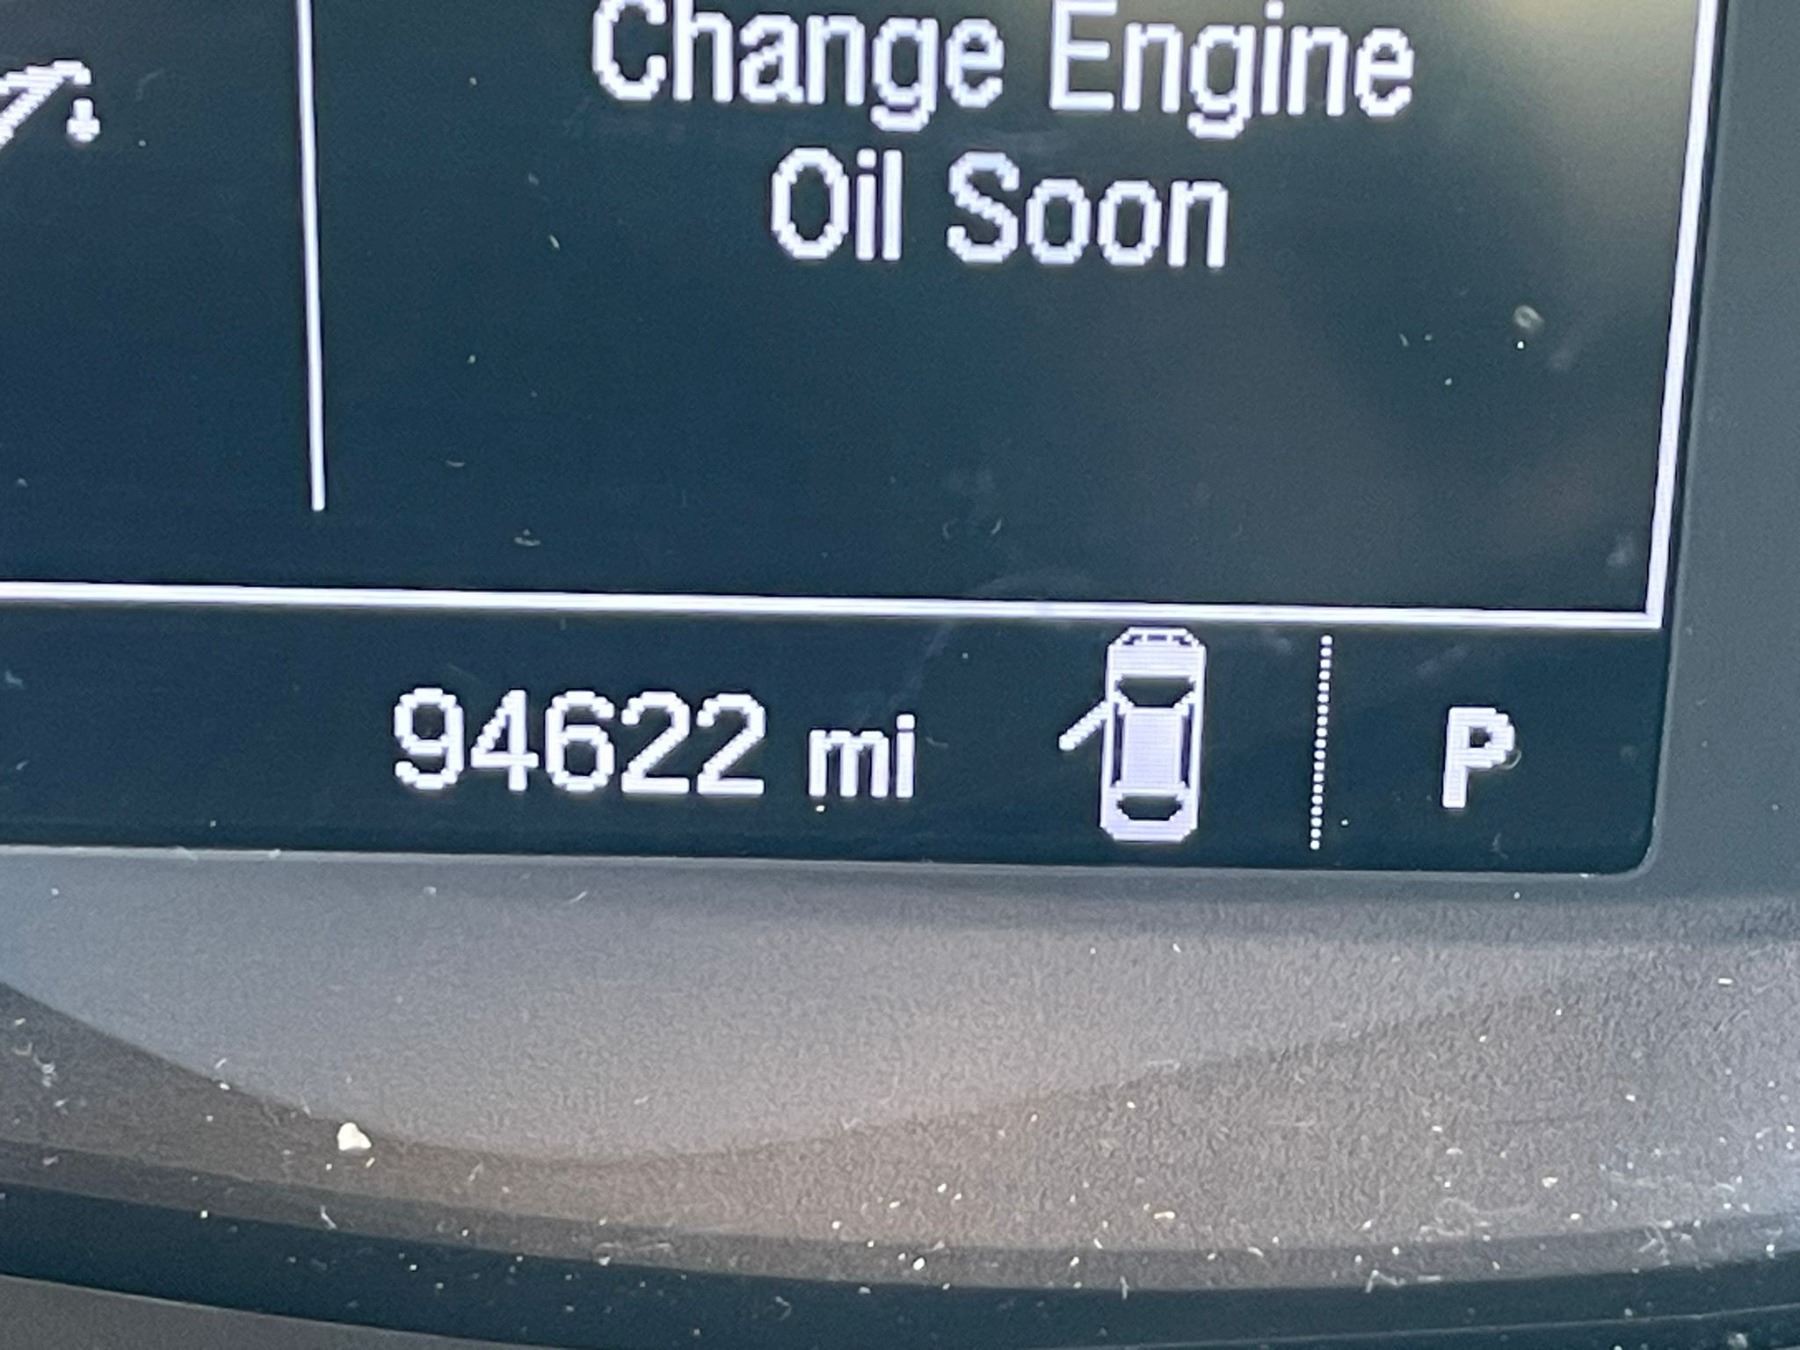 Change Engine
Oil Soon
94622 mi
P